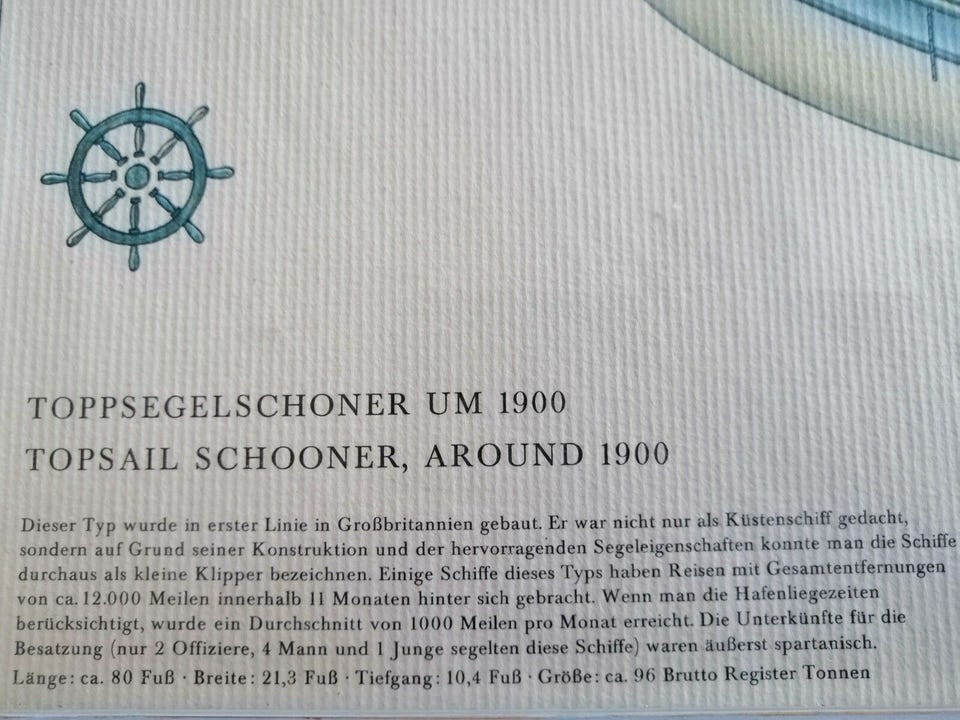 TOPPSEGELSCHONER UM 1900
TOPSAIL SCHOONER, AROUND 1900
Dieser Typ wurde in erster Linie in Großbritannien gebaut. Er war nicht nur als Küstenschiff gedacht,
sondern auf Grund seiner Konstruktion und der hervorragenden Segeleigenschaften konnte man die Schiffe
durchaus als kleine Klipper bezeichnen. Einige Schiffe dieses Typs haben Reisen mit Gesamtentfernungen
von ca. 12.000 Meilen innerhalb 11 Monaten hinter sich gebracht. Wenn man die Hafenliegezeiten
berücksichtigt, wurde ein Durchschnitt von 1000 Meilen pro Monat erreicht. Die Unterkünfte für die
Besatzung (nur 2 Offiziere, 4 Mann und 1 Junge segelten diese Schiffe) waren äußerst spartanisch.
Länge: ca. 80 Fuß · Breite: 21,3 Fuß · Tiefgang: 10,4 Fuß · Größe: ca. 96 Brutto Register Tonnen